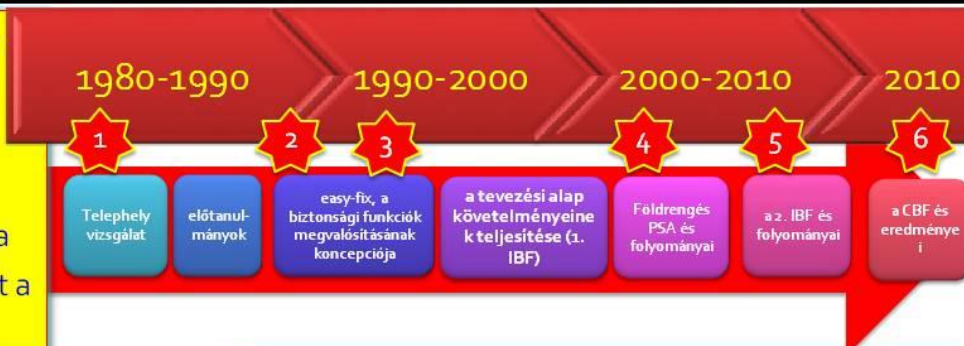 1980-1990
1990-2000
2000-2010
2010
1
2
3
4
5
6
Telephely
vizsgálat
előtanul-
mányok
easy-fix, a
biztonsági funkciók
megvalósításának
koncepciója
a tevezési alap
követelményeine
k teljesítése (1.
IBF)
Földrengés
PSA és
folyományai
a 2. IBF és
folyományai
a CBF és
eredménye
i
a
t a